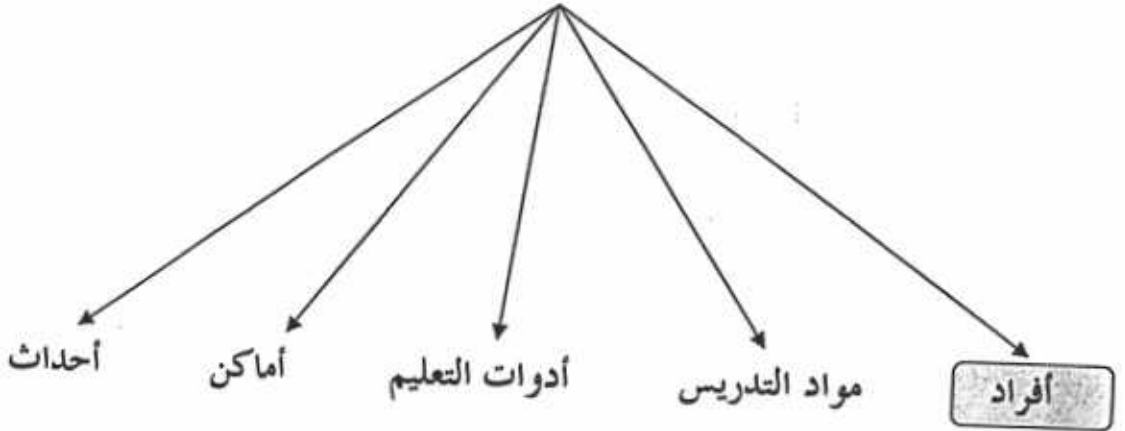 أفراد
مواد التدريس
أدوات التعليم
أماكن
أحداث